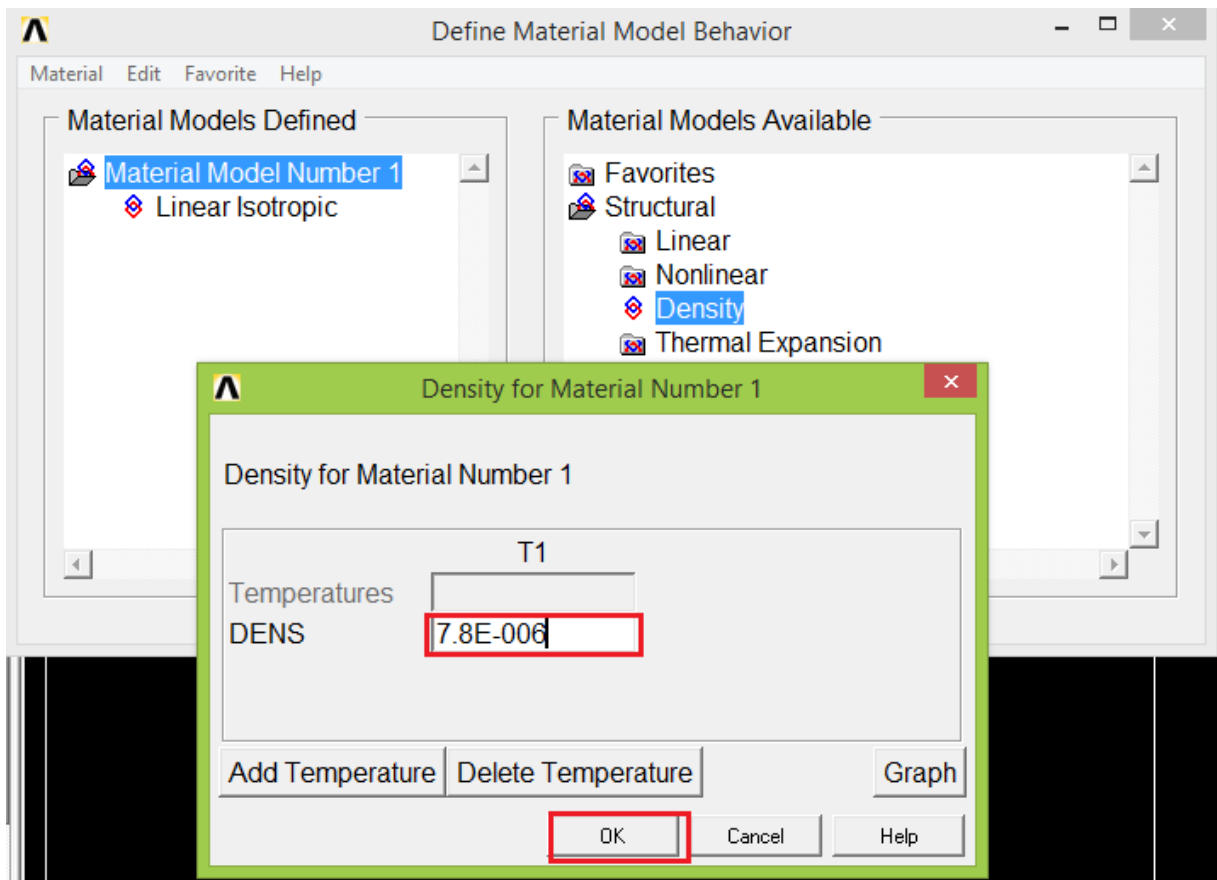 Define Material Model Behavior
Material Edit Favorite Help
Material Models Defined
Material Model Number 1
Linear Isotropic
Material Models Available
Favorites
Structural
Linear
Nonlinear
Density
Thermal Expansion
Density for Material Number 1
Density for Material Number 1
T1
Temperatures
DENS 7.8E-006
Add Temperature Delete Temperature Graph
OK Cancel Help